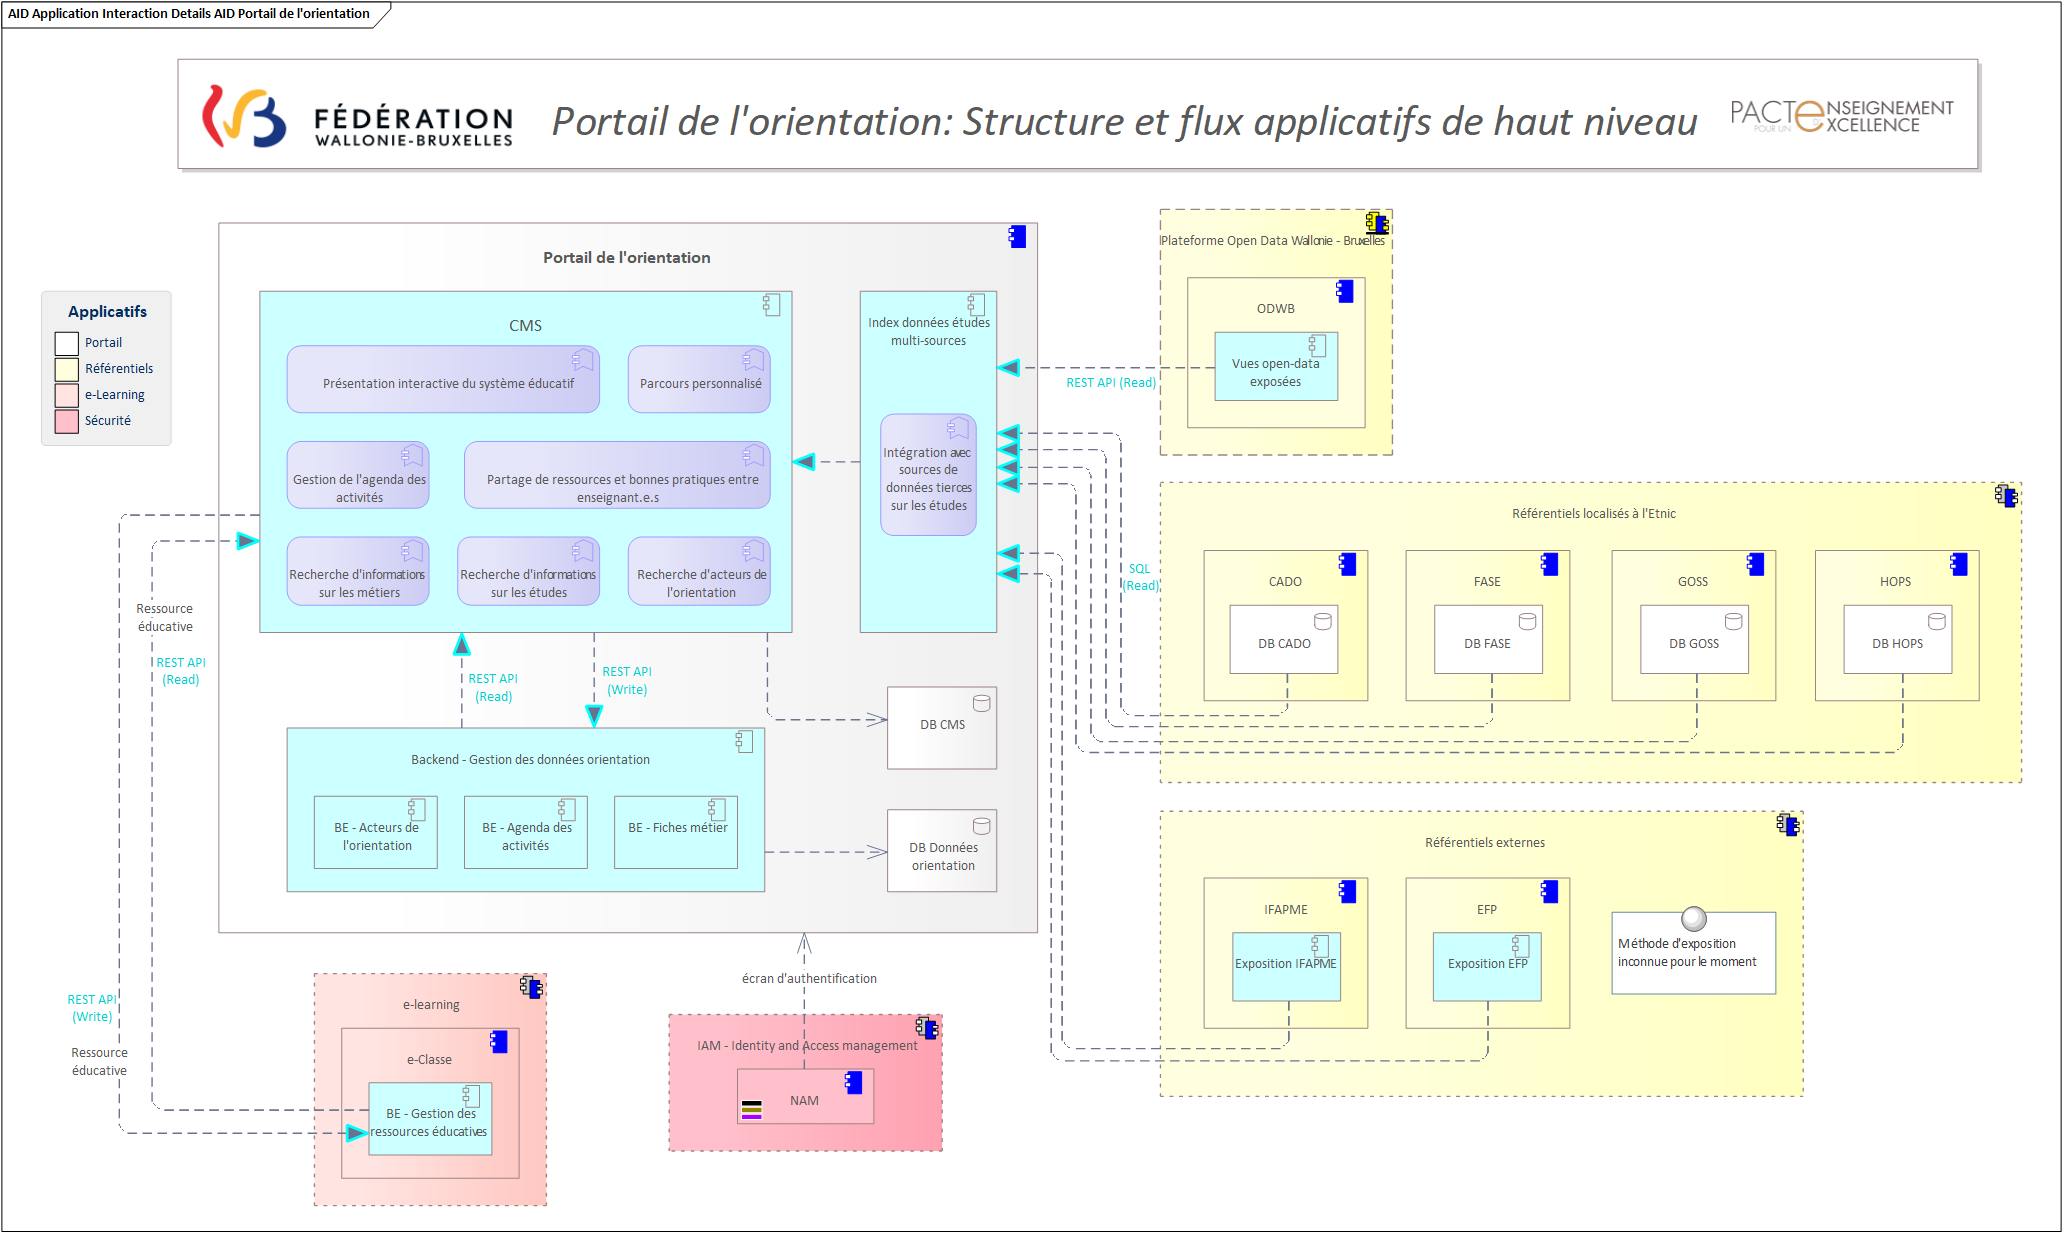 AID Application Interaction Details AID Portail de l'orientation
FÉDÉRATION
WALLONIE-BRUXELLES
Portail de l'orientation: Structure et flux applicatifs de haut niveau
PACTE NSEIGNEMENT
POUR UN D' XCELLENCE
Applicatifs
Portail
Référentiels
e-Learning
Sécurité
Portail de l'orientation
CMS
Présentation interactive du système éducatif
Parcours personnalisé
Gestion de l'agenda des
activités
Partage de ressources et bonnes pratiques entre
enseignant.e.s
Recherche d'informations
sur les métiers
Recherche d'informations
sur les études
Recherche d'acteurs de
l'orientation
Index données études
multi-sources
Intégration avec
sources de
données tierces
sur les études
REST API (Read)
Plateforme Open Data Wallonie - Bruxelles
ODWB
Vues open-data
exposées
Référentiels localisés à l'Etnic
SQL
(Read)
CADO
DB CADO
FASE
DB FASE
GOSS
DB GOSS
HOPS
DB HOPS
Ressource
éducative
REST API
(Read)
REST API
(Read)
REST API
(Write)
DB CMS
Backend - Gestion des données orientation
BE - Acteurs de
l'orientation
BE - Agenda des
activités
BE - Fiches métier
DB Données
orientation
Référentiels externes
IFAPME
Exposition IFAPME
EFP
Exposition EFP
Méthode d'exposition
inconnue pour le moment
REST API
(Write)
Ressource
éducative
e-learning
e-Classe
BE - Gestion des
ressources éducatives
écran d'authentification
IAM - Identity and Access management
NAM